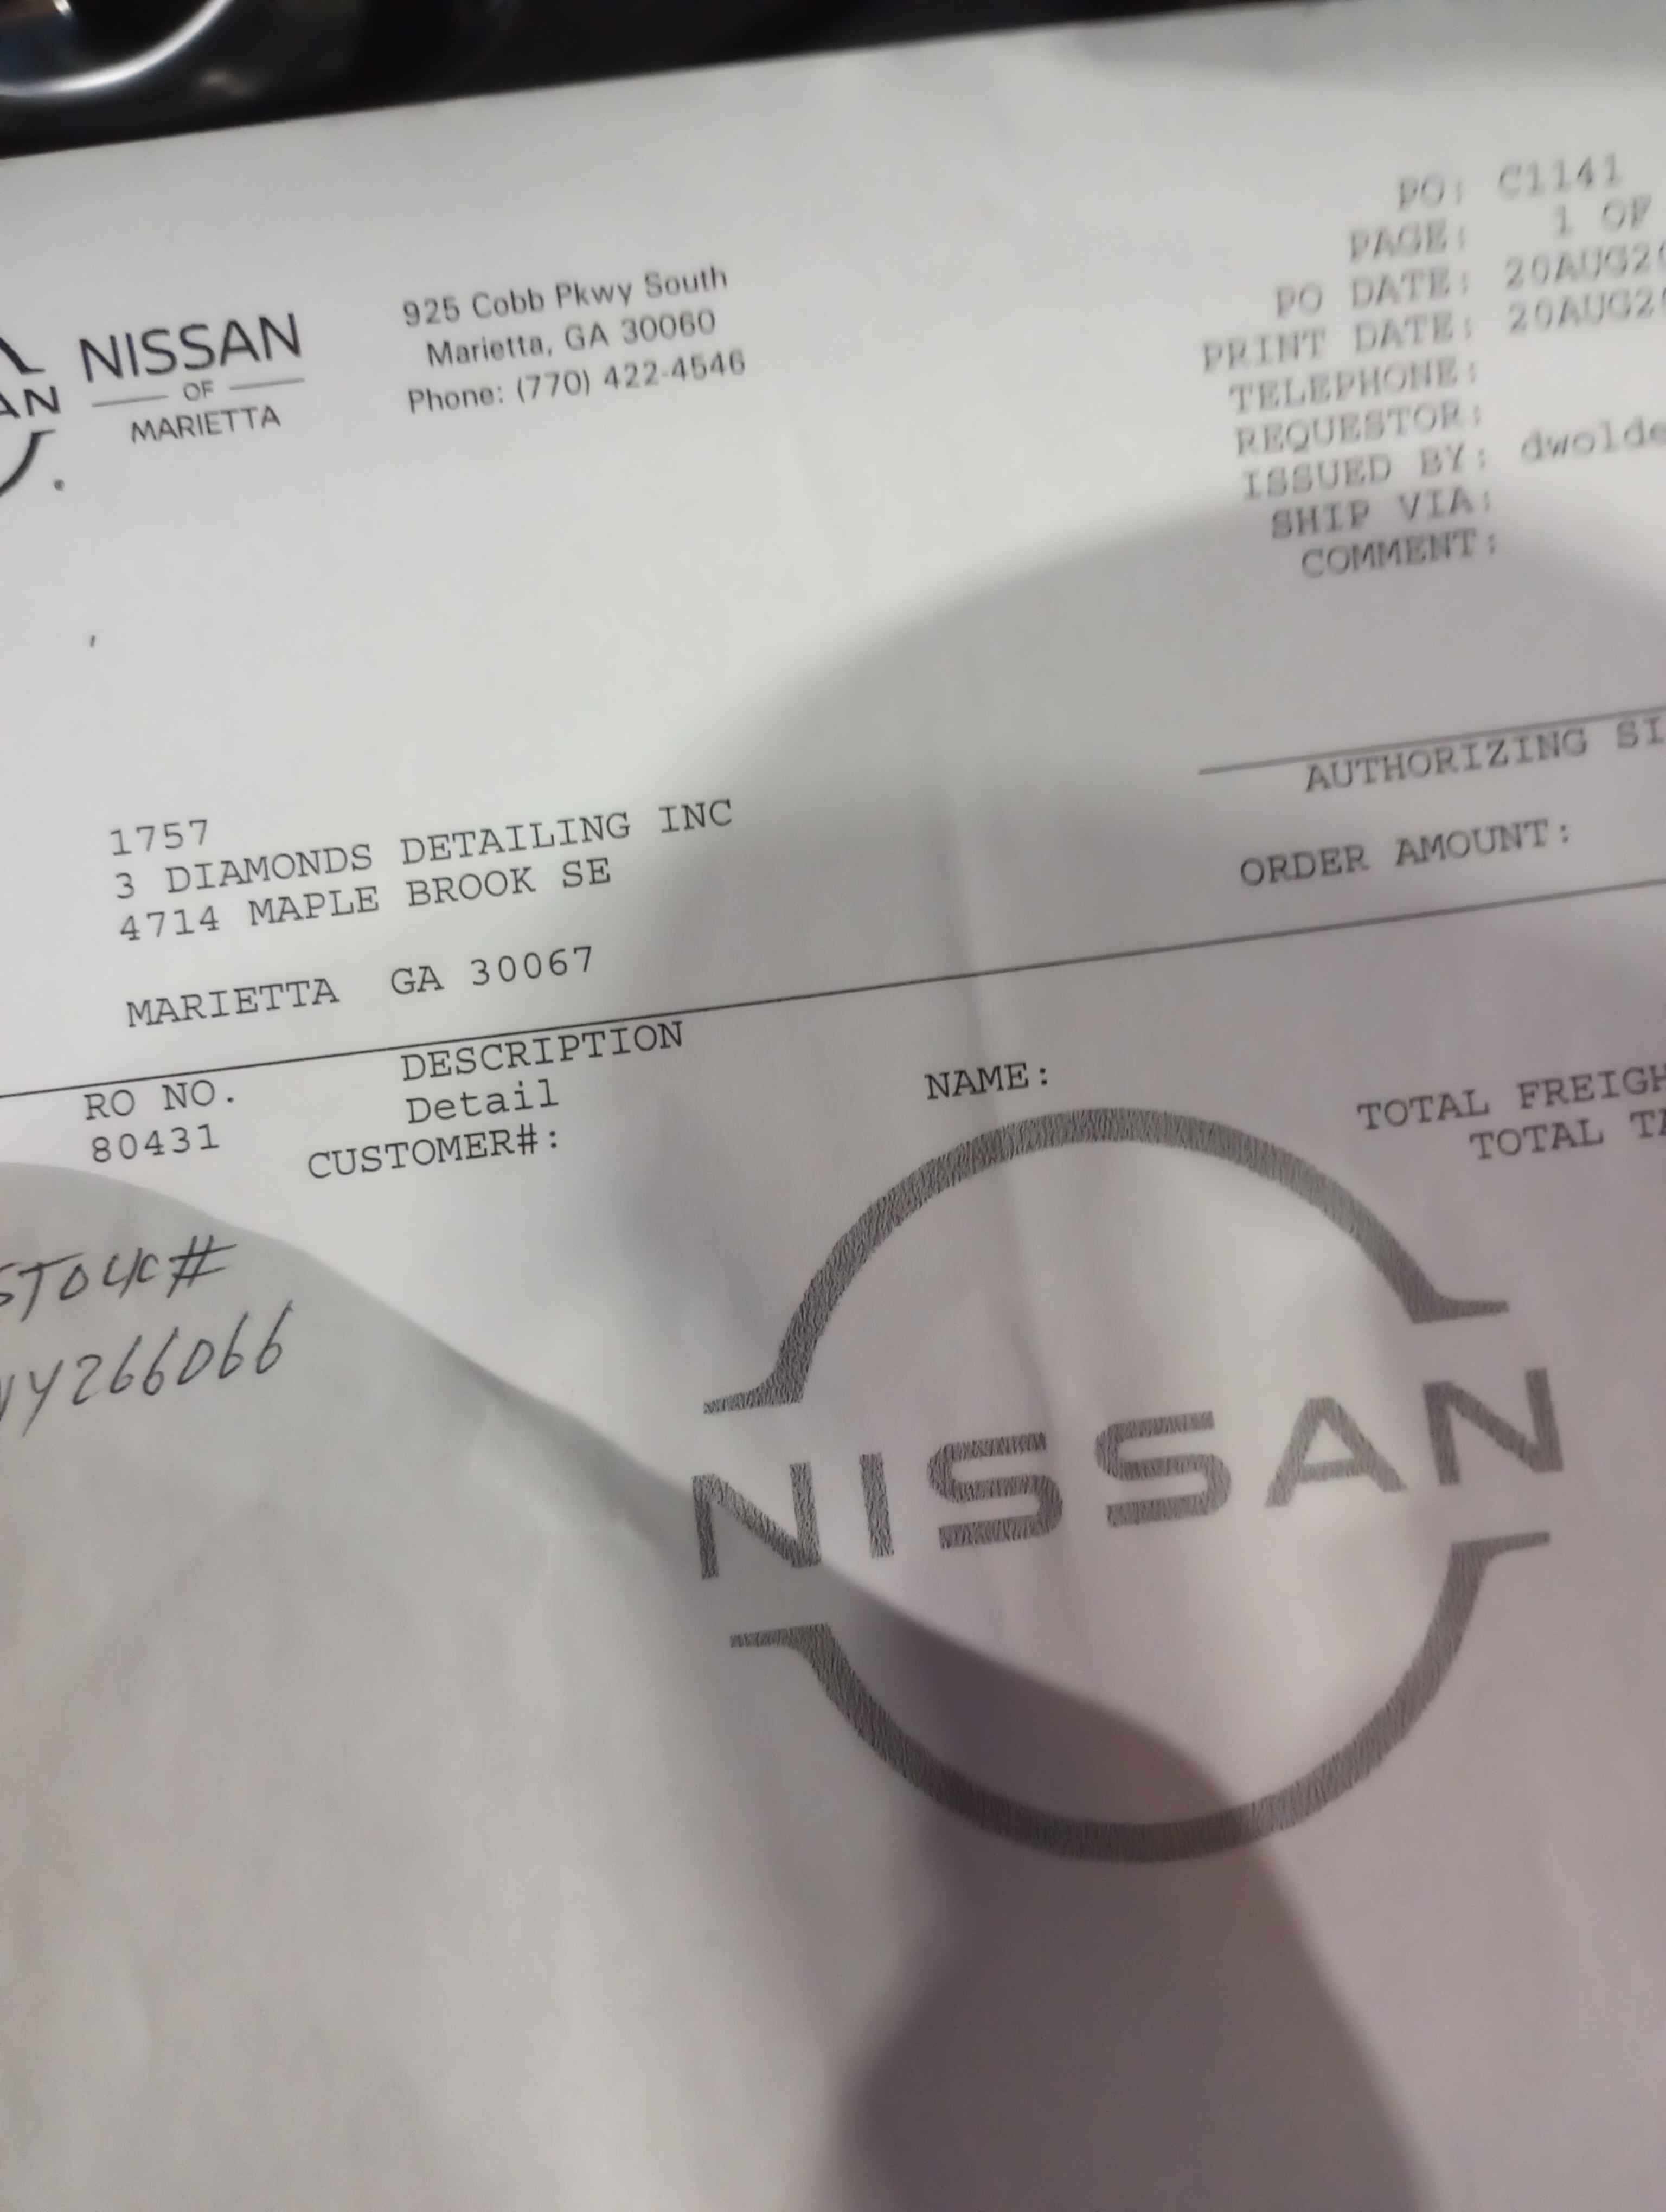 NISSAN
OF
MARIETTA
925 Cobb Pkwy South
Marietta, GA 30060
Phone: (770) 422-4546
PO: C1141
PAGE: 1 OF
PO DATE: 20AUG20
PRINT DATE: 20AUG20
TELEPHONE:
REQUESTOR:
ISSUED BY: dwolde
SHIP VIA:
COMMENT:
AUTHORIZING SI
ORDER AMOUNT:
1757
3 DIAMONDS DETAILING INC
4714 MAPLE BROOK SE
MARIETTA GA 30067
RO NO. DESCRIPTION
80431 Detail
CUSTOMER#: NAME:
TOTAL FREIGH
TOTAL TA
STOCK#
Y266066
NISSAN